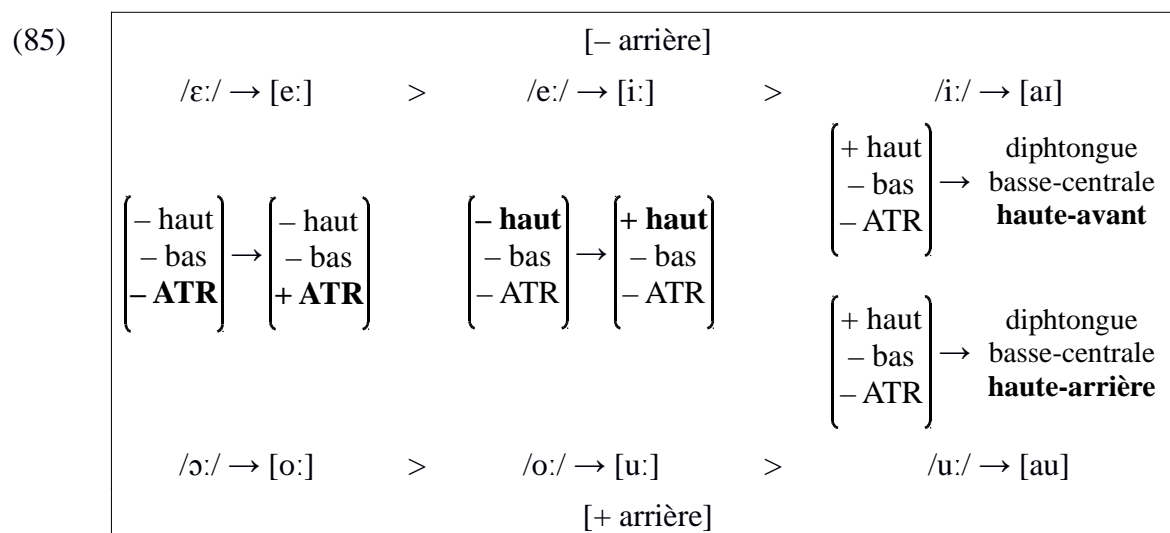 (85) [– arrière]
/ɛː/ → [eː] > /eː/ → [iː] > /iː/ → [aɪ]
+ haut diphtongue
– bas → basse-centrale
– ATR haute-avant
– haut – haut – haut + haut
– bas → – bas – bas → – bas
– ATR + ATR – ATR – ATR
+ haut diphtongue
– bas → basse-centrale
– ATR haute-arrière
/ɔː/ → [oː] > /oː/ → [uː] > /uː/ → [au]
[+ arrière]